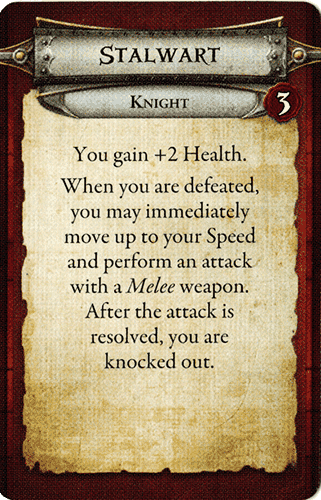 Stalwart
Knight
3
You gain +2 Health.
When you are defeated,
you may immediately
move up to your Speed
and perform an attack
with a Melee weapon.
After the attack is
resolved, you are
knocked out.